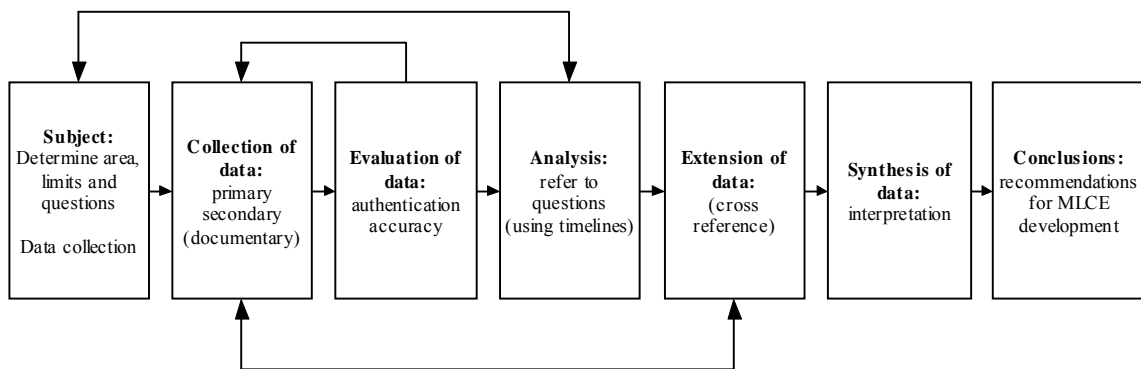 Subject:
Determine area,
limits and
questions
Data collection
Collection of
data:
primary
secondary
(documentary)
Evaluation of
data:
authentication
accuracy
Analysis:
refer to
questions
(using timelines)
Extension of
data:
(cross
reference)
Synthesis of
data:
interpretation
Conclusions:
recommendations
for MLCE
development